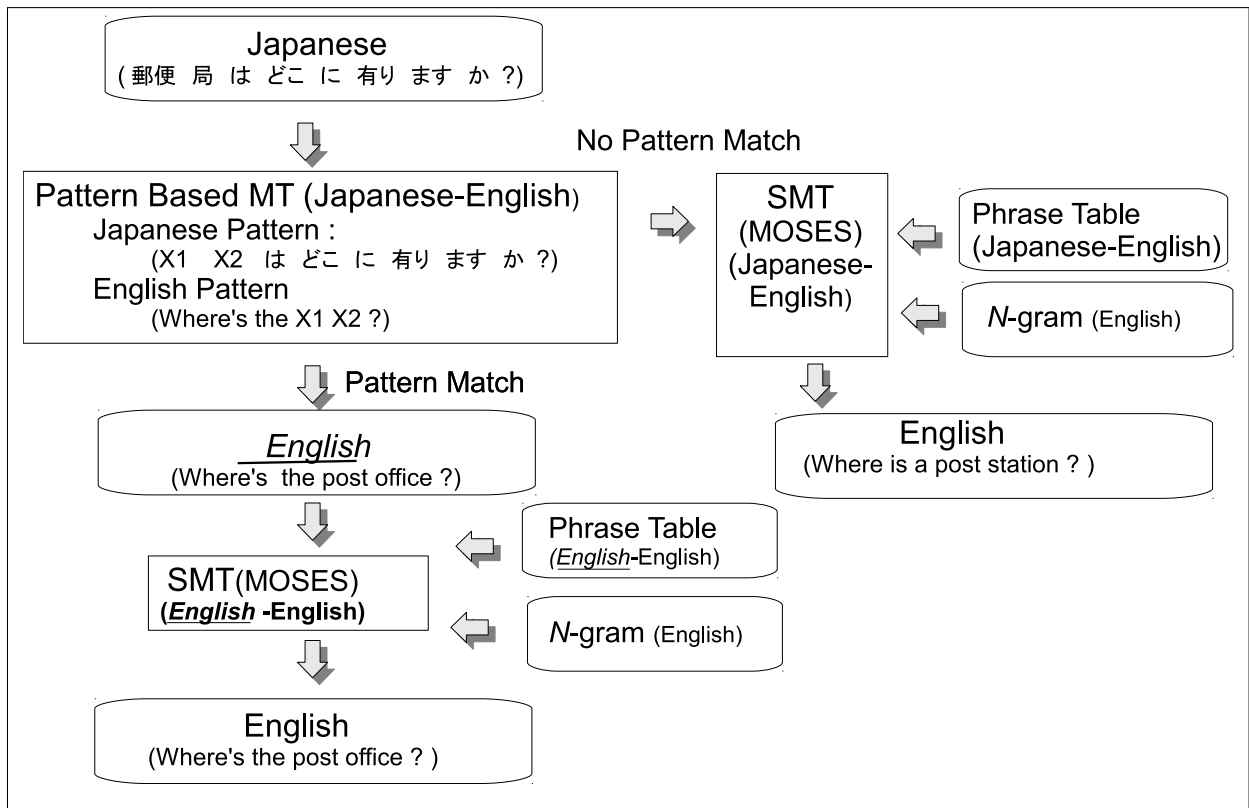 Japanese
(郵便 局 は どこ に 有り ます か ?)
No Pattern Match
Pattern Based MT (Japanese-English)
Japanese Pattern :
(X1 X2 は どこ に 有り ます か ?)
English Pattern
(Where's the X1 X2 ?)
SMT
(MOSES)
(Japanese-
English)
Phrase Table
(Japanese-English)
N-gram (English)
Pattern Match
English
(Where's the post office ?)
English
(Where is a post station ? )
Phrase Table
(English-English)
SMT(MOSES)
(English -English)
N-gram (English)
English
(Where's the post office ? )